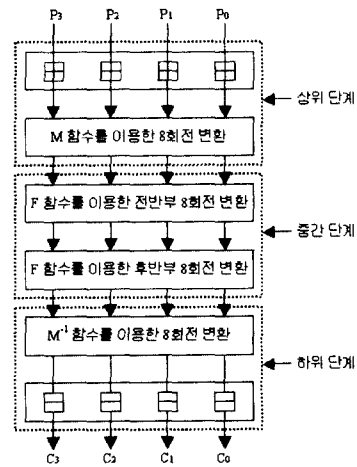 P₃ P₂ P₁ P₀
상위 단계
M 함수를 이용한 8회전 변환
F 함수를 이용한 전반부 8회전 변환
중간 단계
F 함수를 이용한 후반부 8회전 변환
M⁻¹ 함수를 이용한 8회전 변환
하위 단계
C₃ C₂ C₁ C₀